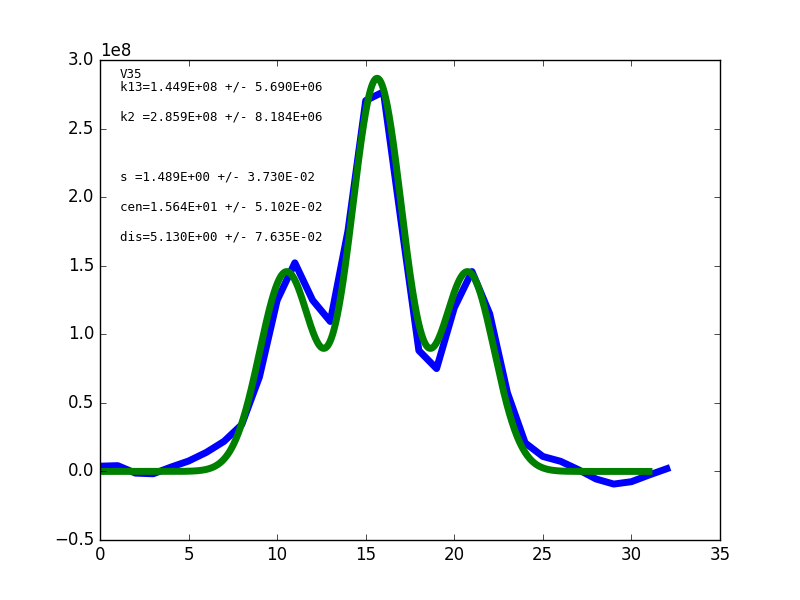 1e8
V35
k13=1.449E+08 +/- 5.690E+06
k2 =2.859E+08 +/- 8.184E+06
s =1.489E+00 +/- 3.730E-02
cen=1.564E+01 +/- 5.102E-02
dis=5.130E+00 +/- 7.635E-02
3.0
2.5
2.0
1.5
1.0
0.5
0.0
−0.5
0 5 10 15 20 25 30 35